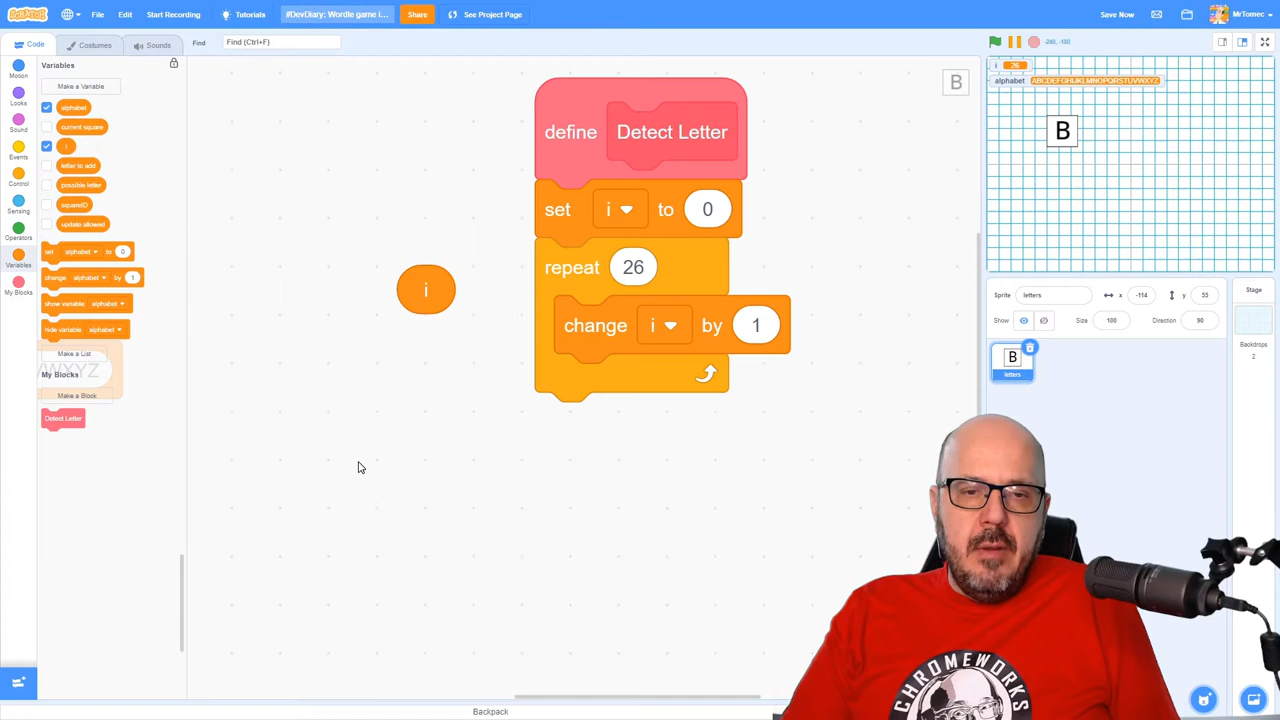 SCRATCH File Edit Start Recording Tutorials #DevDiary: Wordle game i... Share See Project Page Save Now MrTomec
Code Costumes Sounds Find Find (Ctrl+F) -240, -180
Motion
Looks
Sound
Events
Control
Sensing
Operators
Variables
My Blocks
Variables
Make a Variable
alphabet
current square
i
letter to add
possible letter
squareID
update allowed
set alphabet to 0
change alphabet by 1
show variable alphabet
hide variable alphabet
Make a List
VWXYZ
My Blocks
Make a Block
Detect Letter
define Detect Letter
set i to 0
repeat 26
change i by 1
i
B
i 26
alphabet ABCDEFGHIJKLMNOPQRSTUVWXYZ
B
Sprite letters x -114 y 55
Show Size 100 Direction 90
B
letters
Stage
Backdrops
2
CHROMEWORKS
Backpack